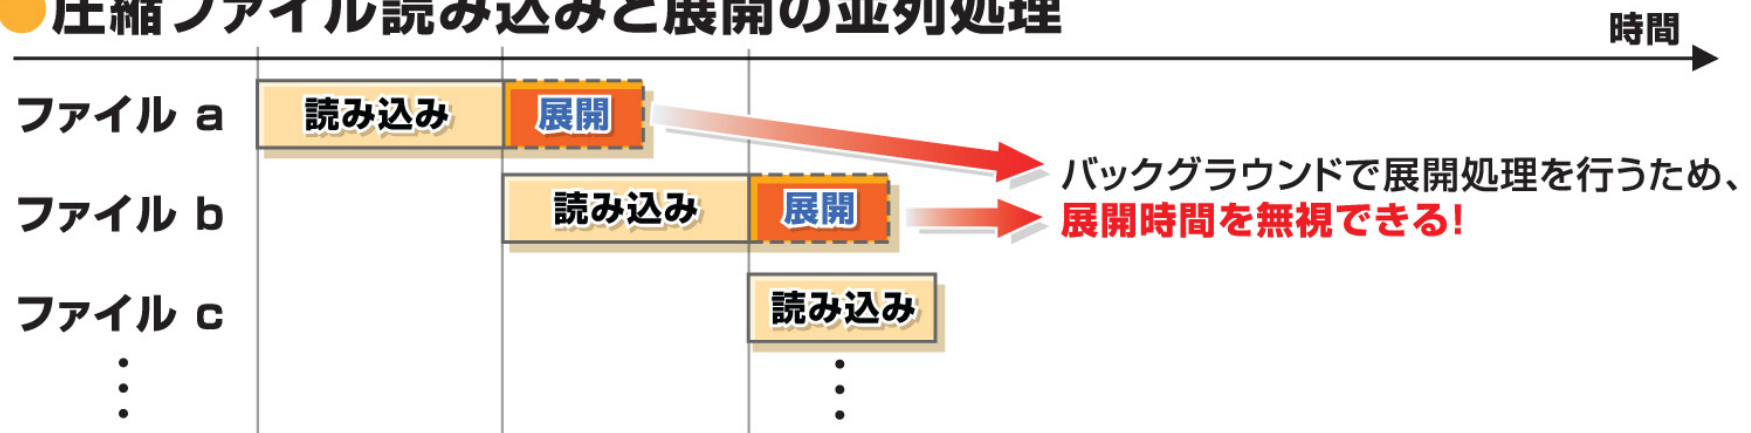 ●圧縮ファイル読み込みと展開の並列処理
時間
ファイル a
読み込み
展開
ファイル b
読み込み
展開
バックグラウンドで展開処理を行うため、
展開時間を無視できる!
ファイル c
読み込み